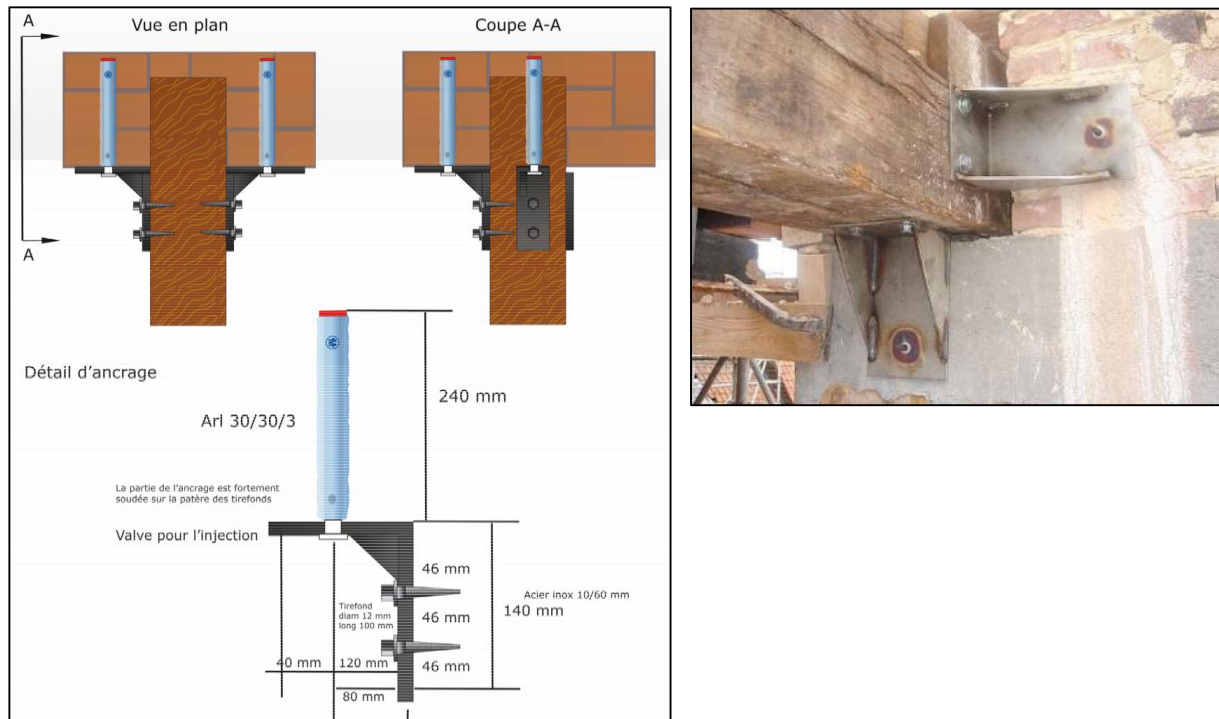 A
Vue en plan
Coupe A-A
A
Détail d'ancrage
240 mm
Arl 30/30/3
La partie de l'ancrage est fortement
soudée sur la patère des tirefonds
Valve pour l'injection
46 mm
Acier inox 10/60 mm
140 mm
Tirefond
diam 12 mm
long 100 mm
46 mm
40 mm
120 mm
46 mm
80 mm